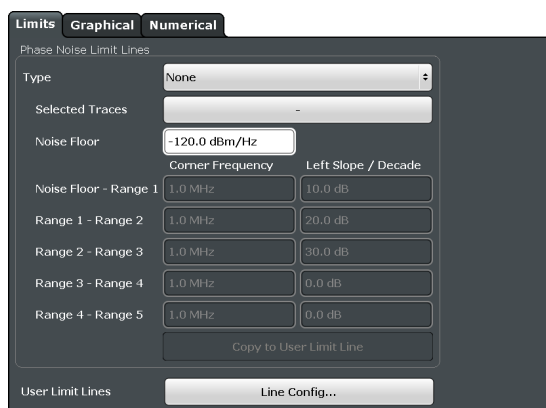 Limits Graphical Numerical
Phase Noise Limit Lines
Type None
Selected Traces -
Noise Floor -120.0 dBm/Hz
Corner Frequency Left Slope / Decade
Noise Floor - Range 1 1.0 MHz 10.0 dB
Range 1 - Range 2 1.0 MHz 20.0 dB
Range 2 - Range 3 1.0 MHz 30.0 dB
Range 3 - Range 4 1.0 MHz 0.0 dB
Range 4 - Range 5 1.0 MHz 0.0 dB
Copy to User Limit Line
User Limit Lines Line Config...